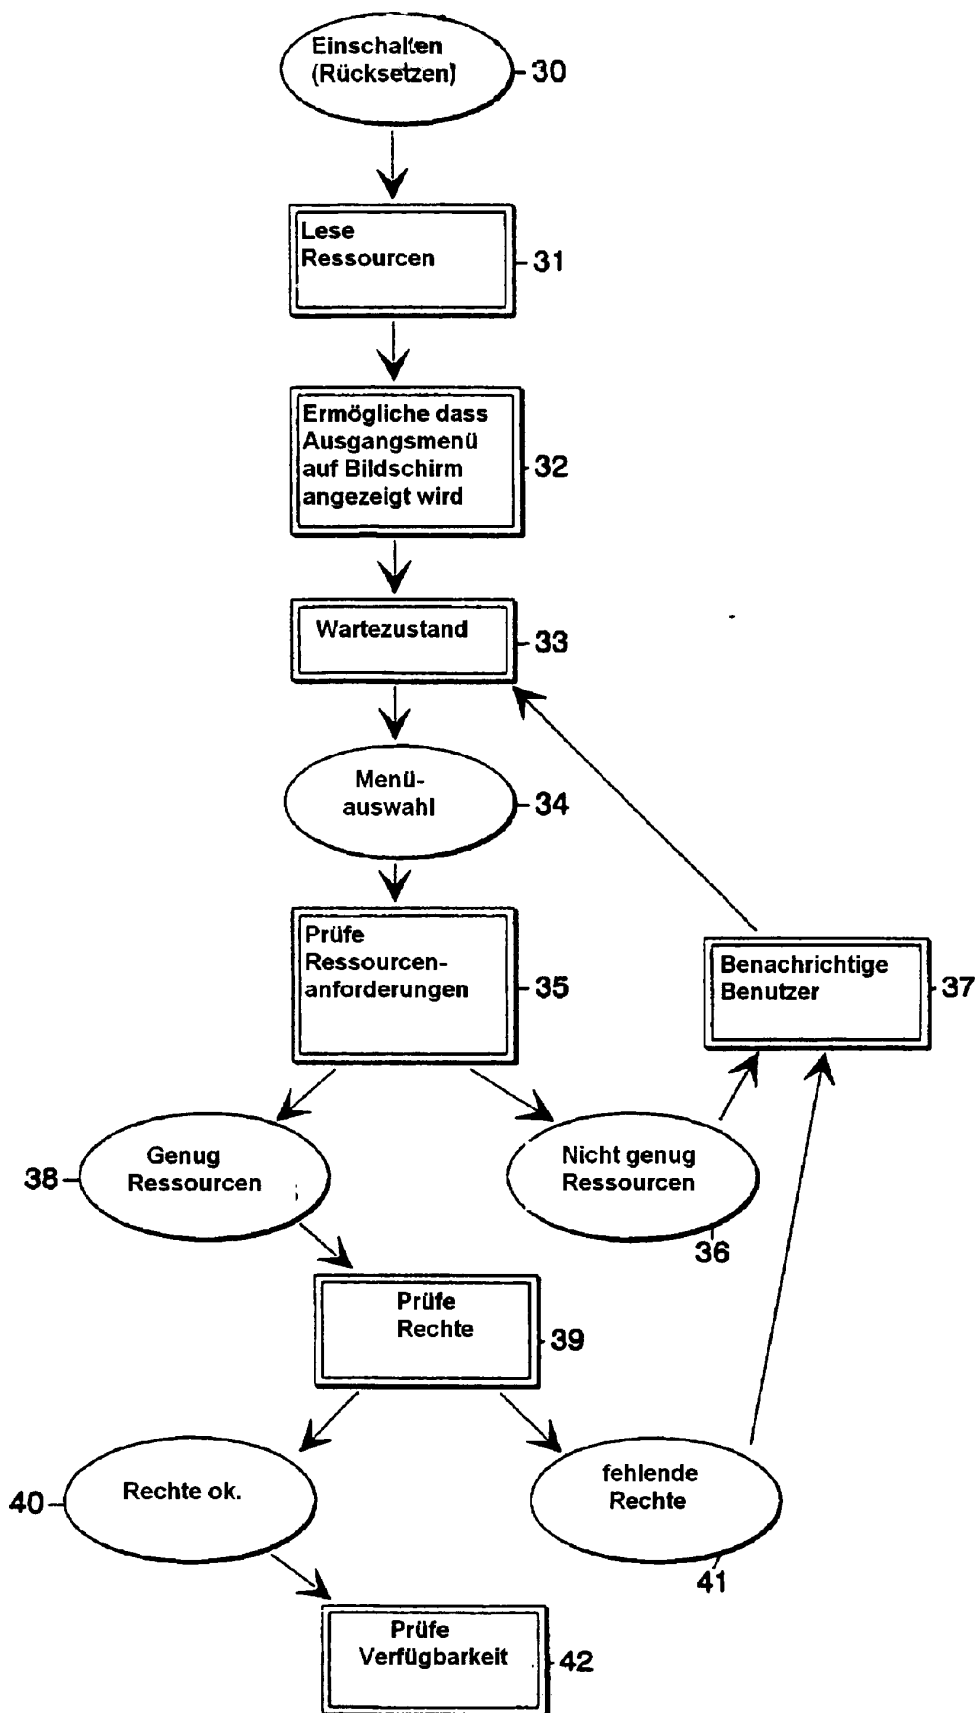 Einschalten
(Rücksetzen)
30
Lese
Ressourcen
31
Ermögliche dass
Ausgangsmenü
auf Bildschirm
angezeigt wird
32
Wartezustand
33
Menü-
auswahl
34
Prüfe
Ressourcen-
anforderungen
35
Benachrichtige
Benutzer
37
Genug
Ressourcen
38
Nicht genug
Ressourcen
36
Prüfe
Rechte
39
Rechte ok.
40
fehlende
Rechte
41
Prüfe
Verfügbarkeit
42